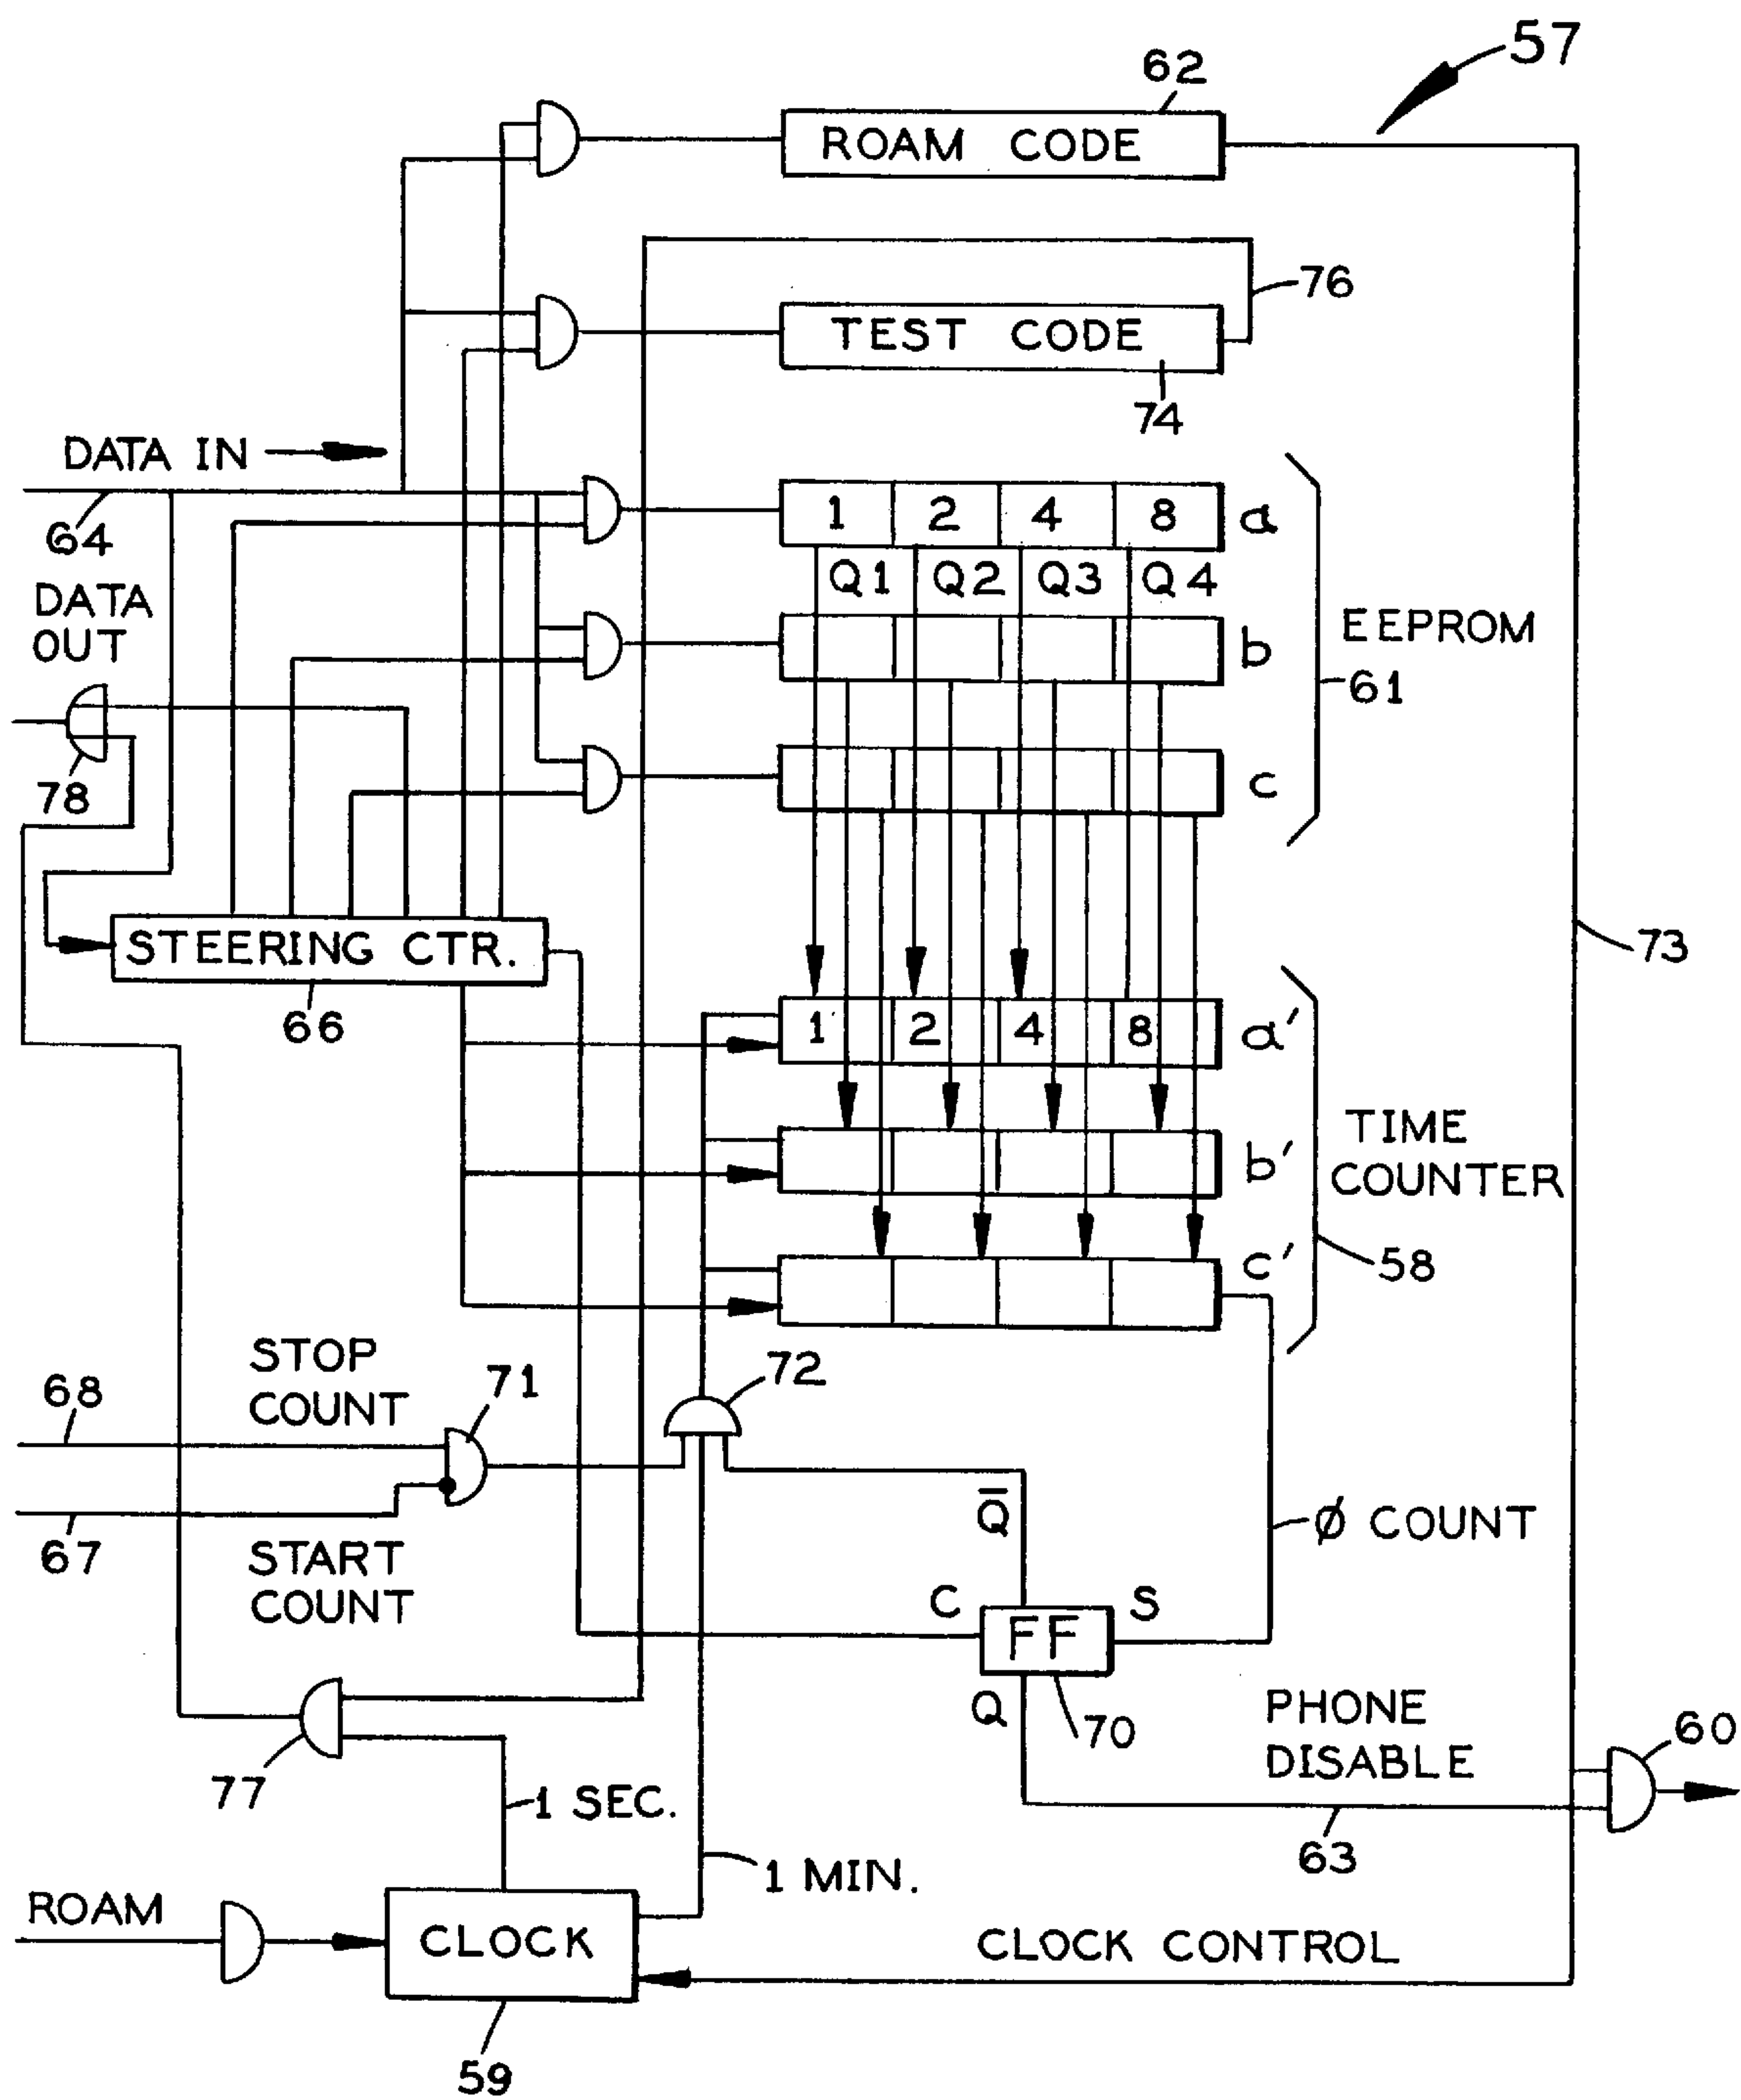 57
62
ROAM CODE
76
TEST CODE
74
DATA IN
64
1 2 4 8 a
Q1 Q2 Q3 Q4
DATA
OUT
EEPROM
b
61
78
c
STEERING CTR.
66
73
1 2 4 8 a'
TIME
COUNTER
b'
c'
58
STOP
COUNT
68
71
72
67
START
COUNT
Q̅
Ø COUNT
C
S
FF
Q
70
PHONE
DISABLE
60
77
1 SEC.
63
1 MIN.
ROAM
CLOCK
CLOCK CONTROL
59